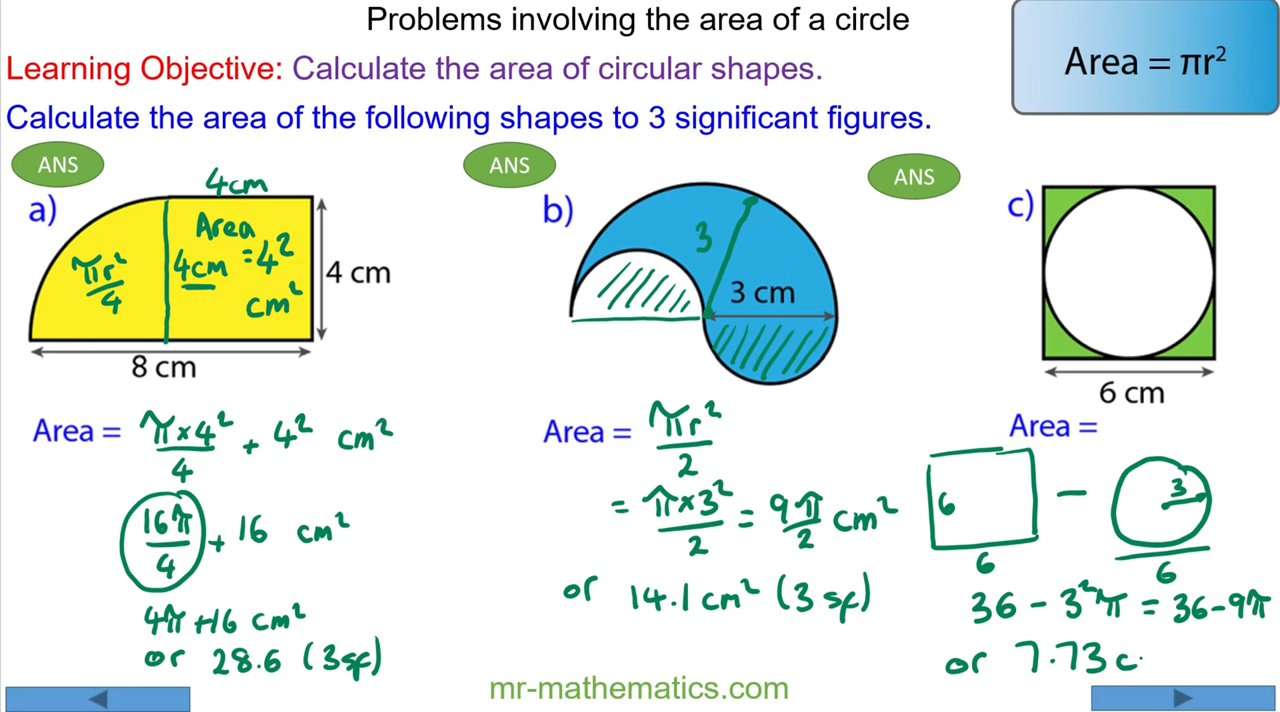 Problems involving the area of a circle
Area = πr²
Learning Objective: Calculate the area of circular shapes.
Calculate the area of the following shapes to 3 significant figures.
ANS
a)
4cm
πr²/4
Area
4cm = 4²
cm²
4 cm
8 cm
Area = π×4²/4 + 4² cm²
16π/4 + 16 cm²
4π+16 cm²
or 28.6 (3sf)
ANS
b)
3
3 cm
Area = πr²/2
= π×3²/2 = 9π/2 cm²
or 14.1cm² (3 sf)
ANS
c)
6 cm
Area =
6
6
−
3
6
36 − 3²π = 36−9π
or 7.73 c
mr-mathematics.com